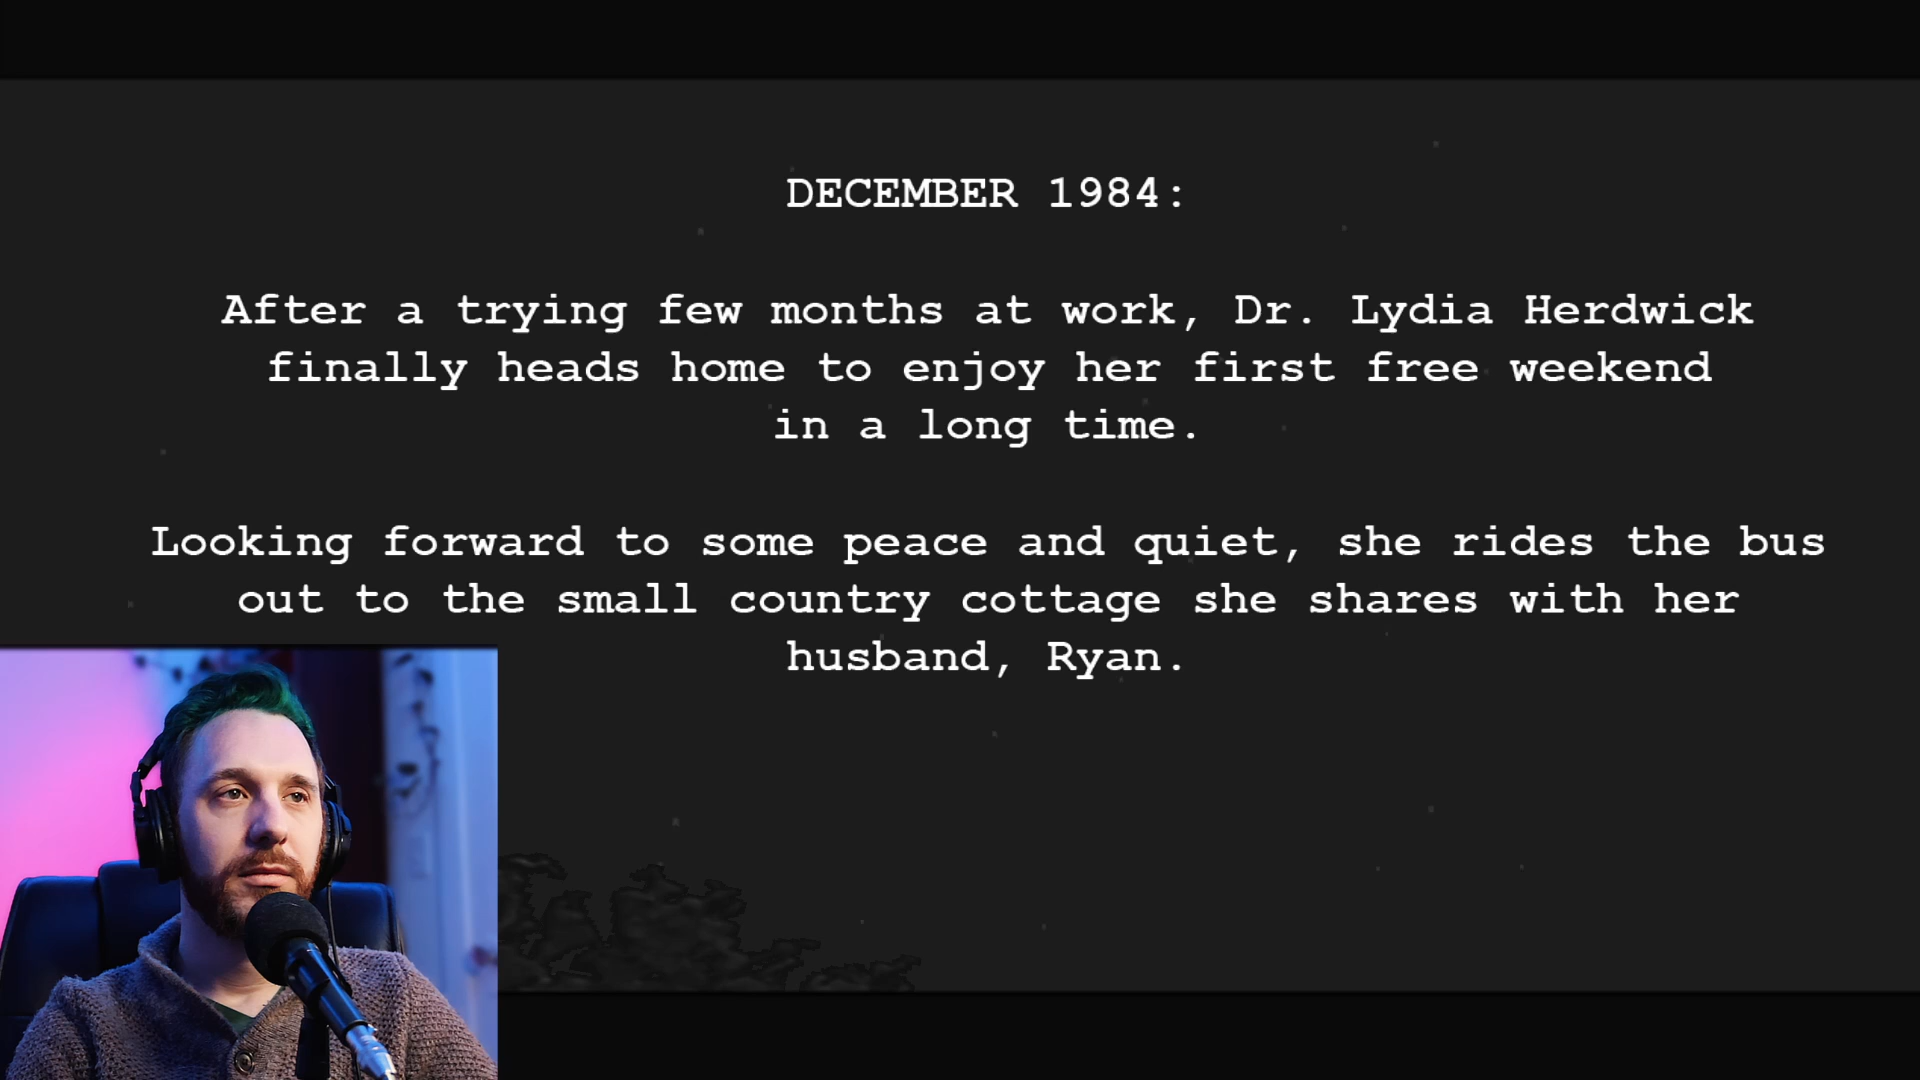 DECEMBER 1984:
After a trying few months at work, Dr. Lydia Herdwick
finally heads home to enjoy her first free weekend
in a long time.
Looking forward to some peace and quiet, she rides the bus
out to the small country cottage she shares with her
husband, Ryan.